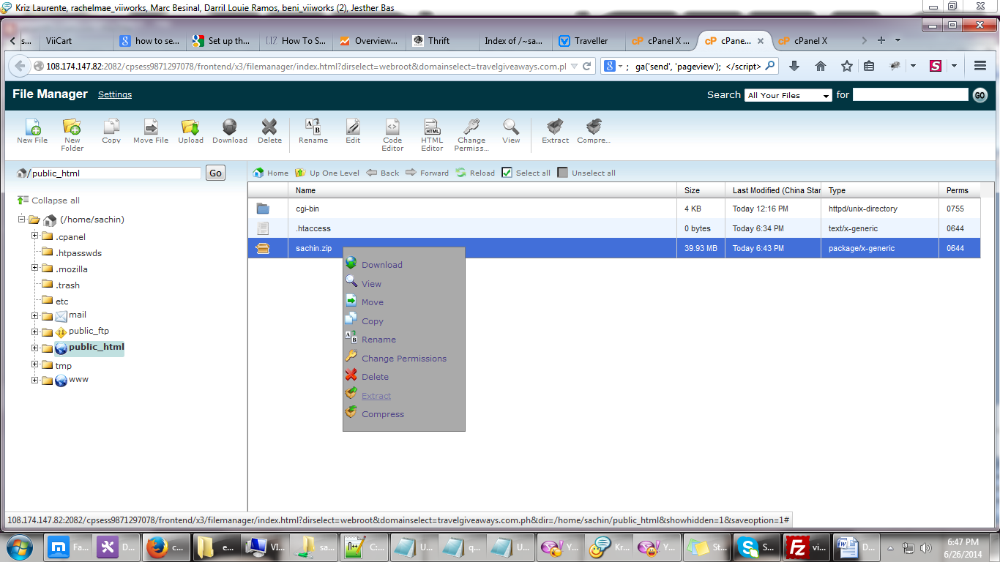 Kriz Laurente, rachelmae_viiworks, Marc Besinal, Darril Louie Ramos, beni_viiworks (2), Jesther Bas
s... ViiCart how to se... Set up th... How To S... Overview... Thrift Index of /~sa... Traveller cP cPanel X ... cP cPane... cP cPanel X
108.174.147.82:2082/cpsess9871297078/frontend/x3/filemanager/index.html?dirselect=webroot&domainselect=travelgiveaways.com.pl ; ga('send', 'pageview'); </script>
File Manager Settings Search All Your Files for GO
New File New Folder Copy Move File Upload Download Delete Rename Edit Code Editor HTML Editor Change Permiss... View Extract Compre...
/ public_html Go Home Up One Level Back Forward Reload Select all Unselect all
Name Size Last Modified (China Star Type Perms
cgi-bin 4 KB Today 12:16 PM httpd/unix-directory 0755
.htaccess 0 bytes Today 6:34 PM text/x-generic 0644
sachin.zip 39.93 MB Today 6:43 PM package/x-generic 0644
Collapse all
(/home/sachin)
.cpanel
.htpasswds
.mozilla
.trash
etc
mail
public_ftp
public_html
tmp
www
Download
View
Move
Copy
Rename
Change Permissions
Delete
Extract
Compress
108.174.147.82:2082/cpsess9871297078/frontend/x3/filemanager/index.html?dirselect=webroot&domainselect=travelgiveaways.com.ph&dir=/home/sachin/public_html&showhidden=1&saveoption=1#
Fa... D... c... e... VI... sa... C:... U... q... U... Y... Kr... Y... St... S... vi... D...
6:47 PM
6/26/2014